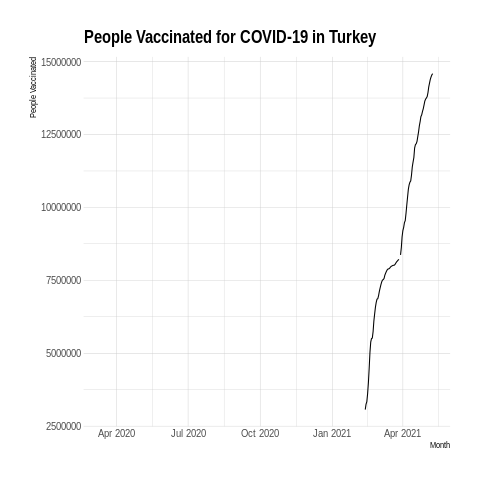 People Vaccinated for COVID-19 in Turkey
People Vaccinated
15000000
12500000
10000000
7500000
5000000
2500000
Apr 2020 Jul 2020 Oct 2020 Jan 2021 Apr 2021
Month